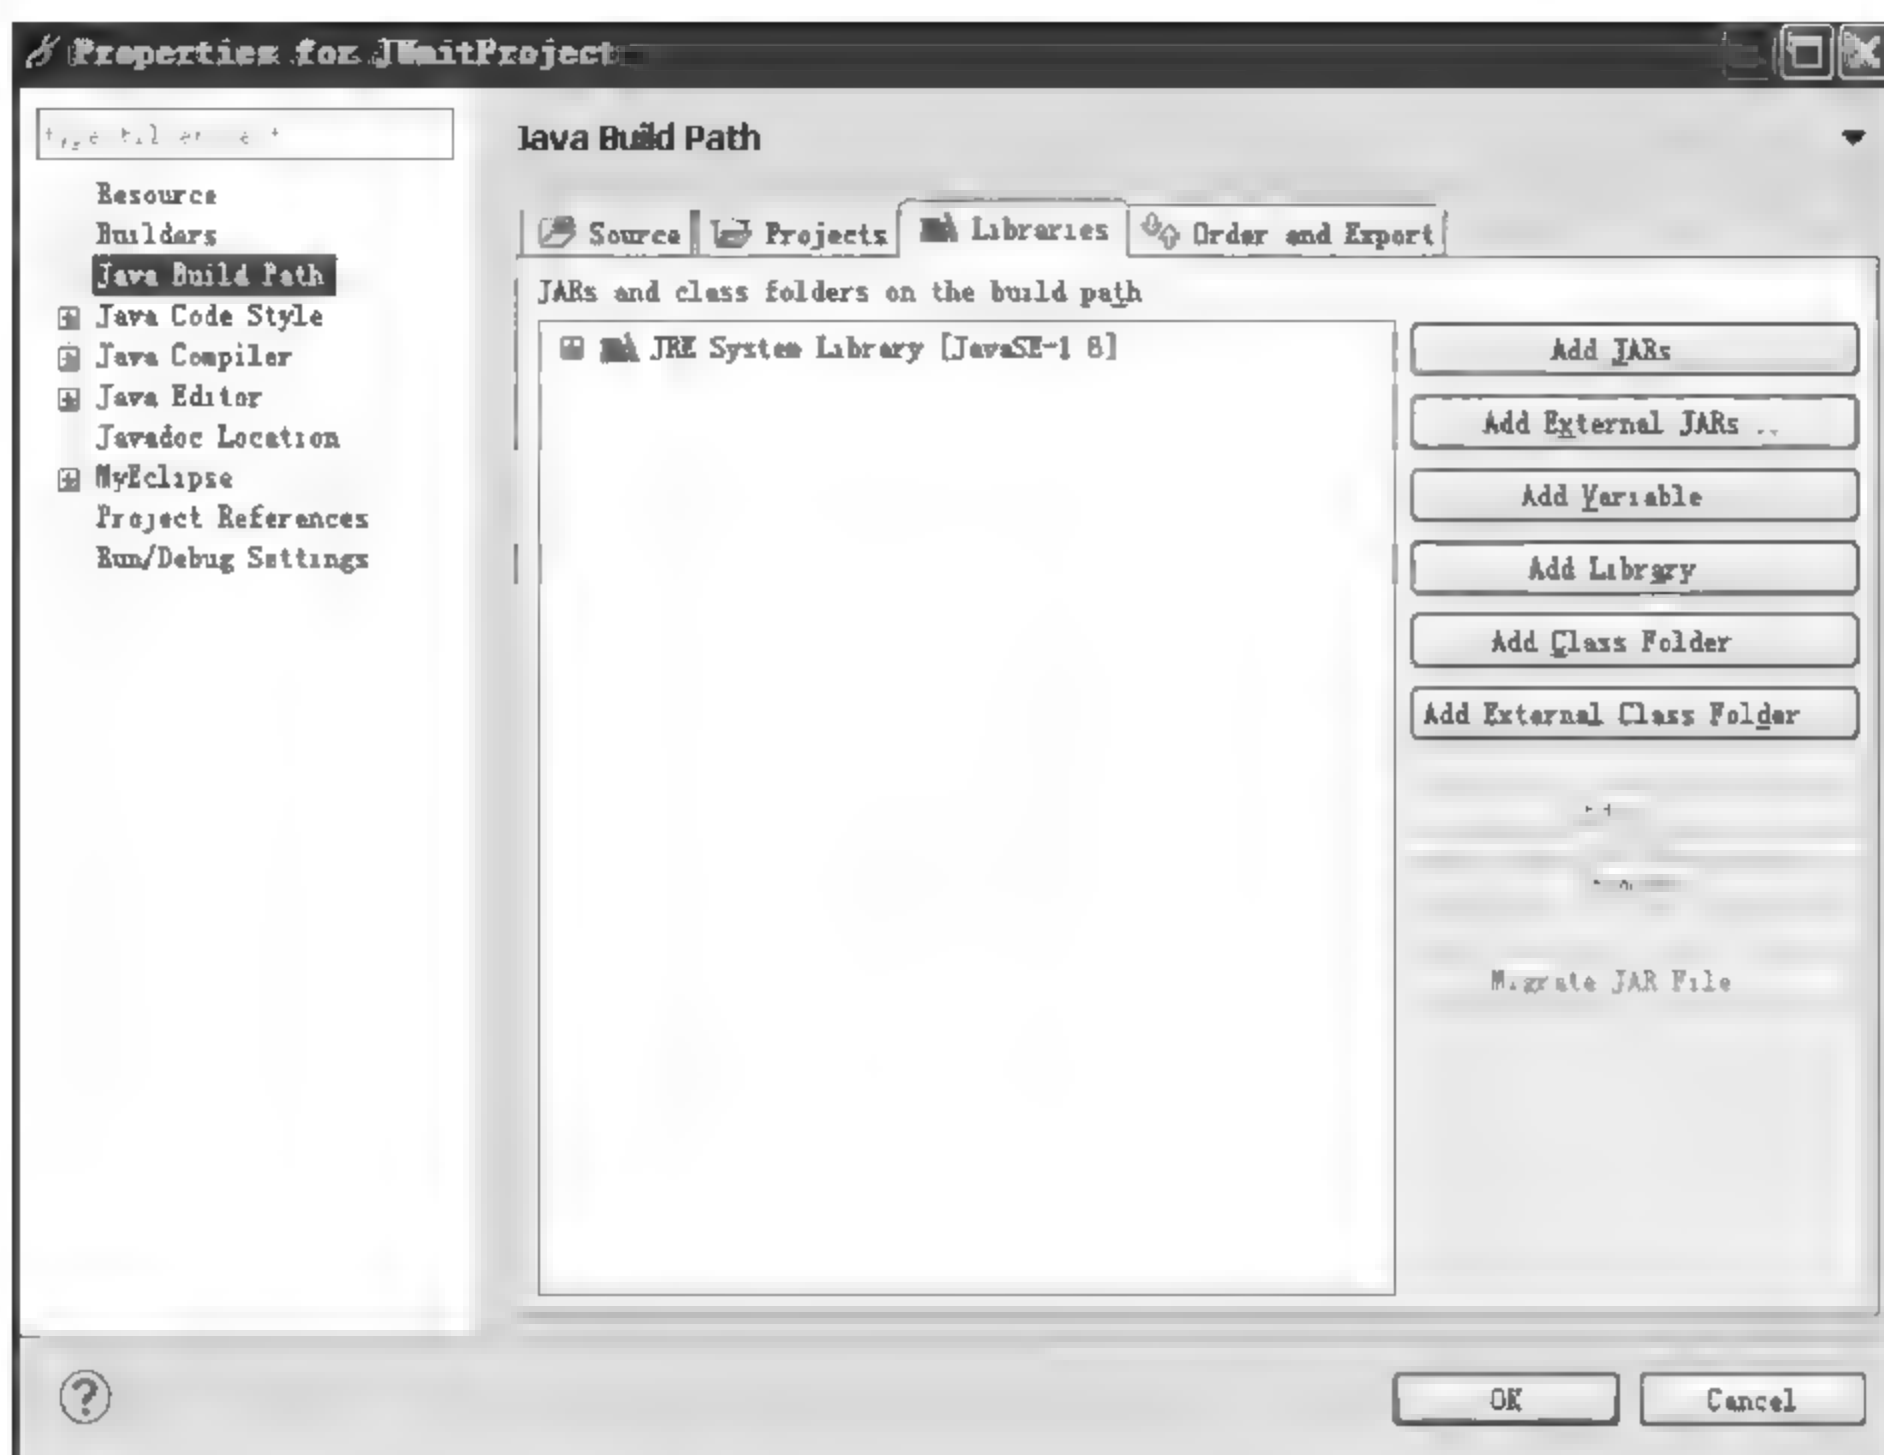 Properties for JUnitProject
Resource
Builders
Java Build Path
Java Code Style
Java Compiler
Java Editor
Javadoc Location
MyEclipse
Project References
Run/Debug Settings
Java Build Path
Source Projects Libraries Order and Export
JARs and class folders on the build path
JRE System Library [JavaSE-1 8]
Add JARs
Add External JARs ..
Add Variable
Add Library
Add Class Folder
Add External Class Folder
Migrate JAR File
OK Cancel